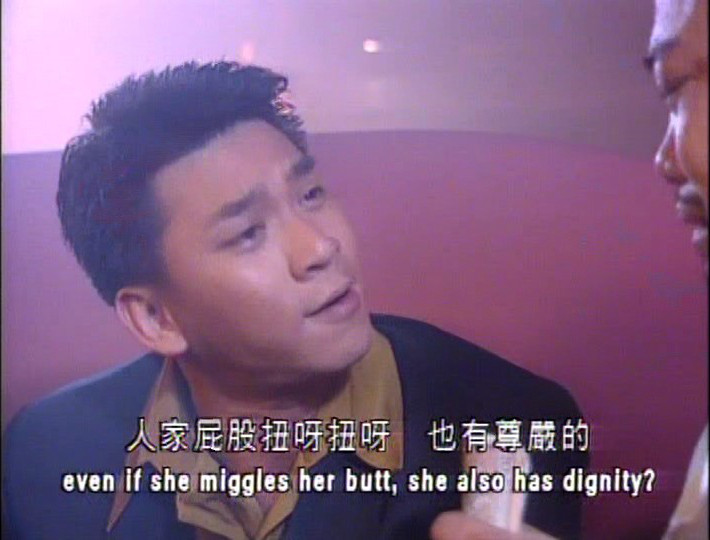 人家屁股扭呀扭呀　也有尊嚴的
even if she miggles her butt, she also has dignity?